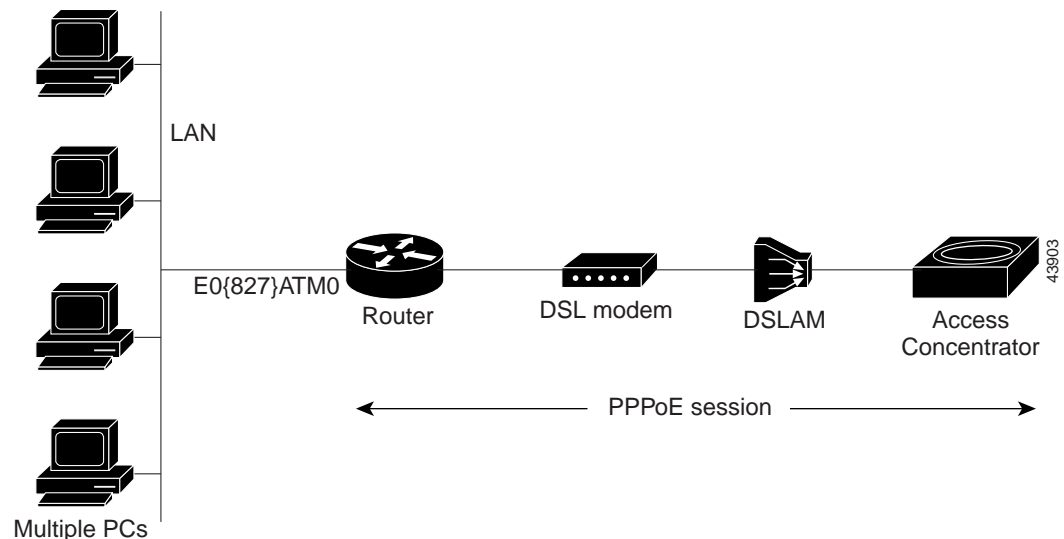 LAN
E0{827}ATM0
Router
DSL modem
DSLAM
Access
Concentrator
43903
PPPoE session
Multiple PCs